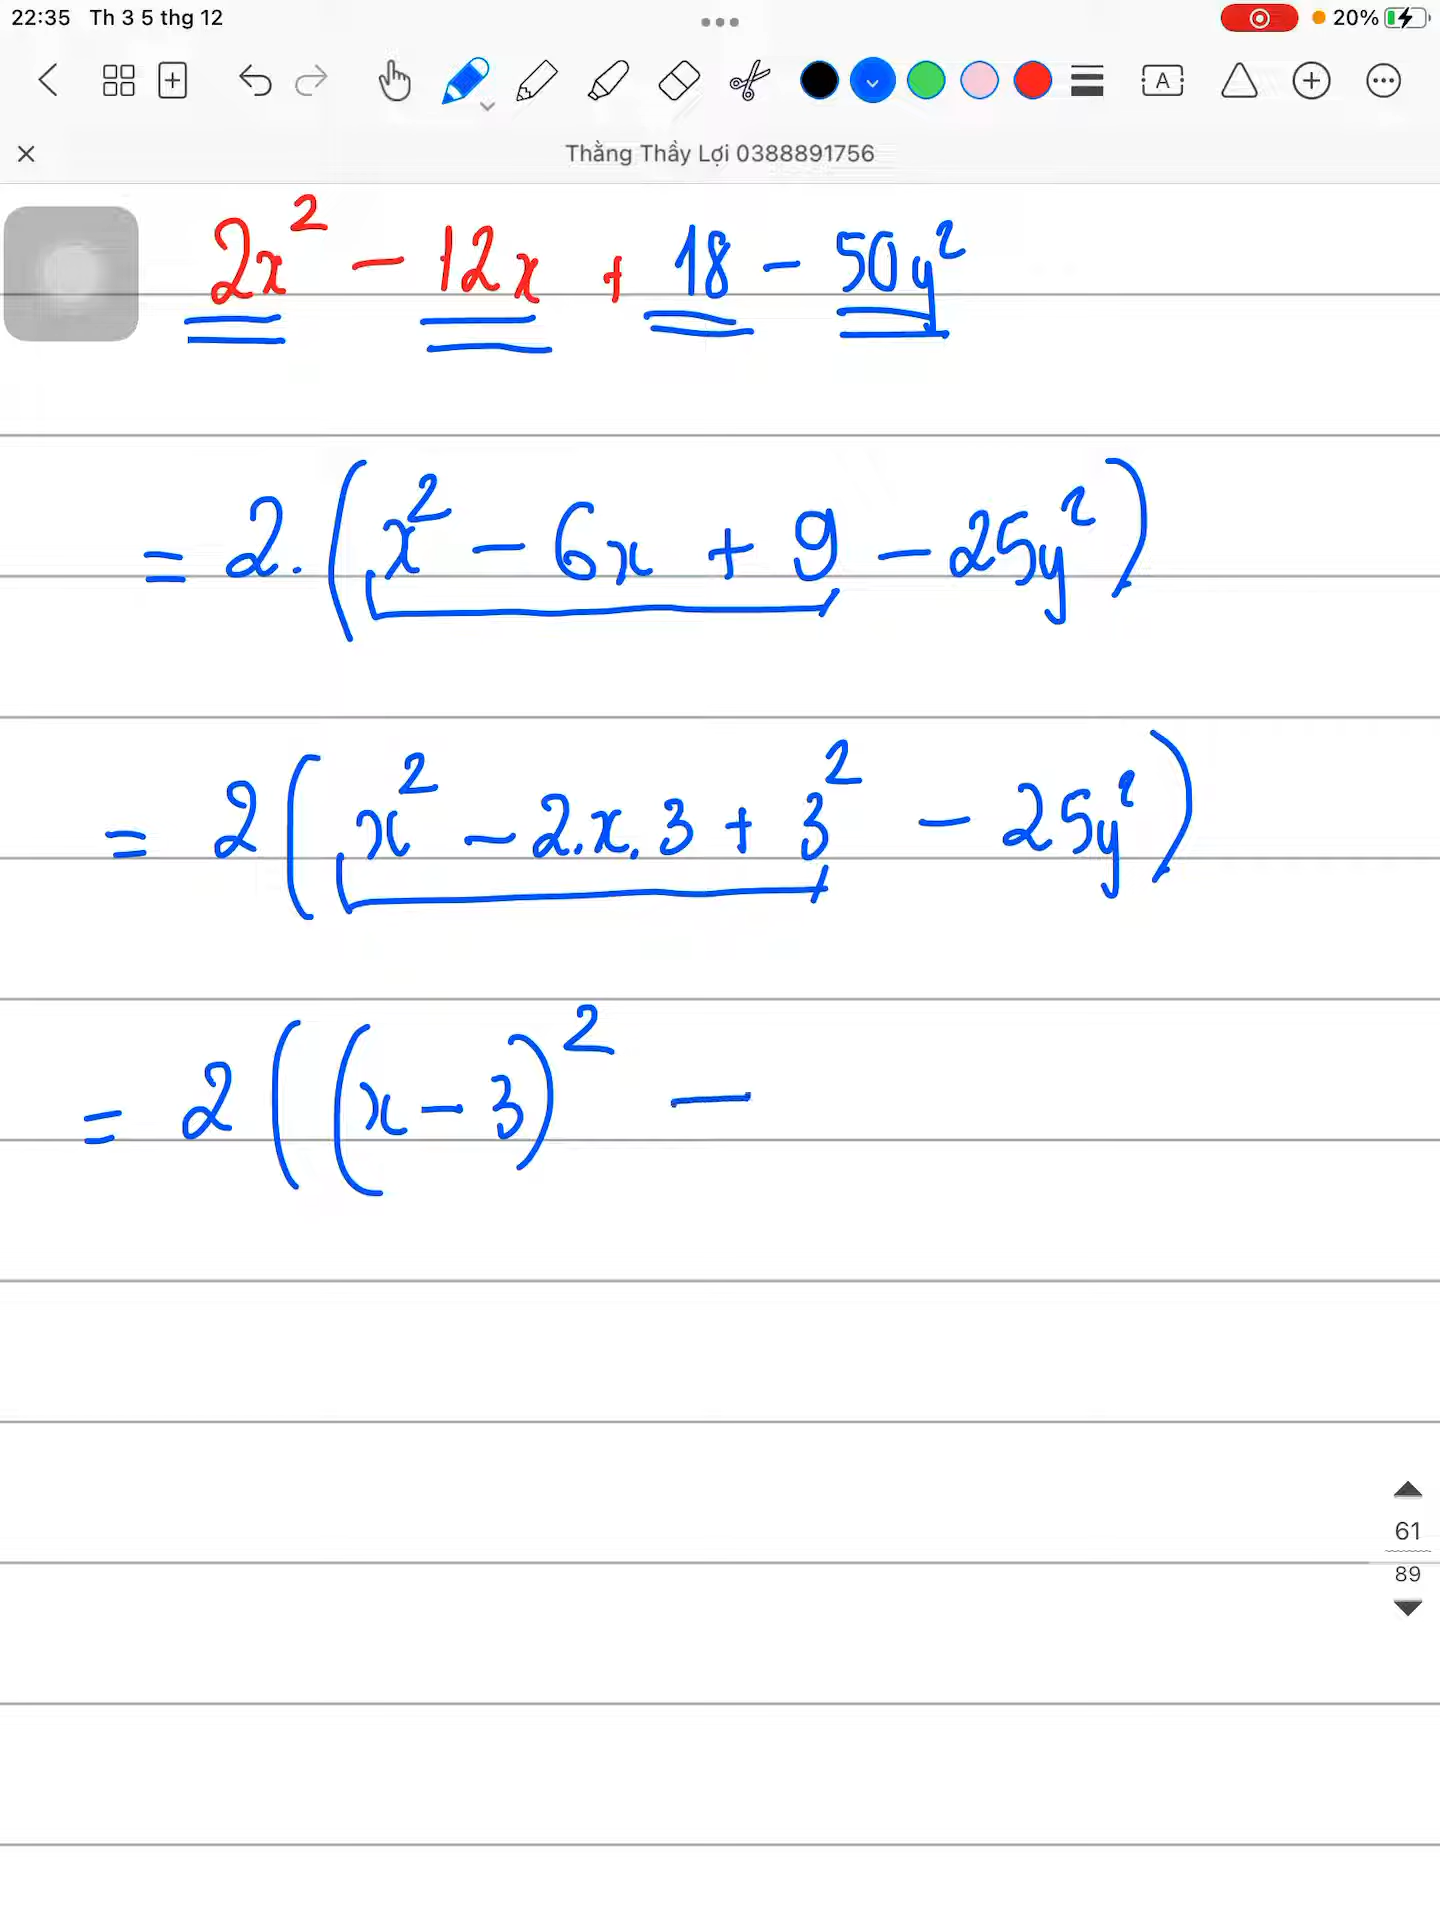 22:35 Th 3 5 thg 12 20%
A
Thằng Thầy Lợi 0388891756
2x² - 12x + 18 - 50y²
= 2.(x² - 6x + 9 - 25y²)
= 2(x² - 2.x.3 + 3² - 25y²)
= 2((x - 3)² -
61
89